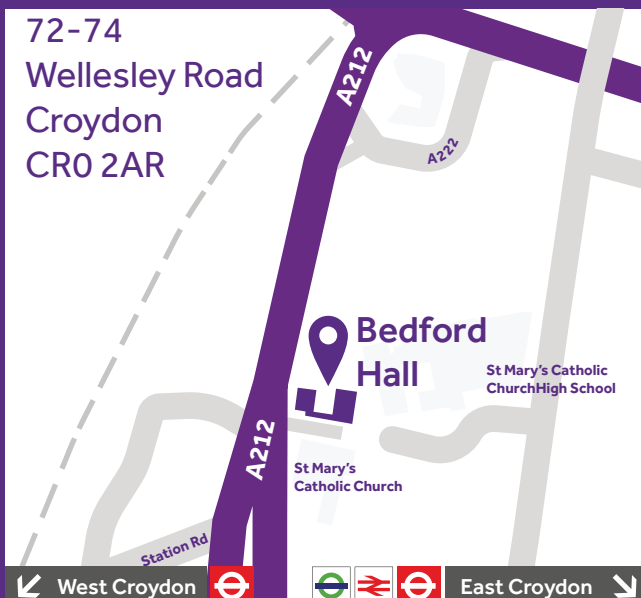 72-74
Wellesley Road
Croydon
CR0 2AR
A212
A222
Bedford
Hall
St Mary's Catholic
ChurchHigh School
A212
St Mary's
Catholic Church
Station Rd
West Croydon
East Croydon